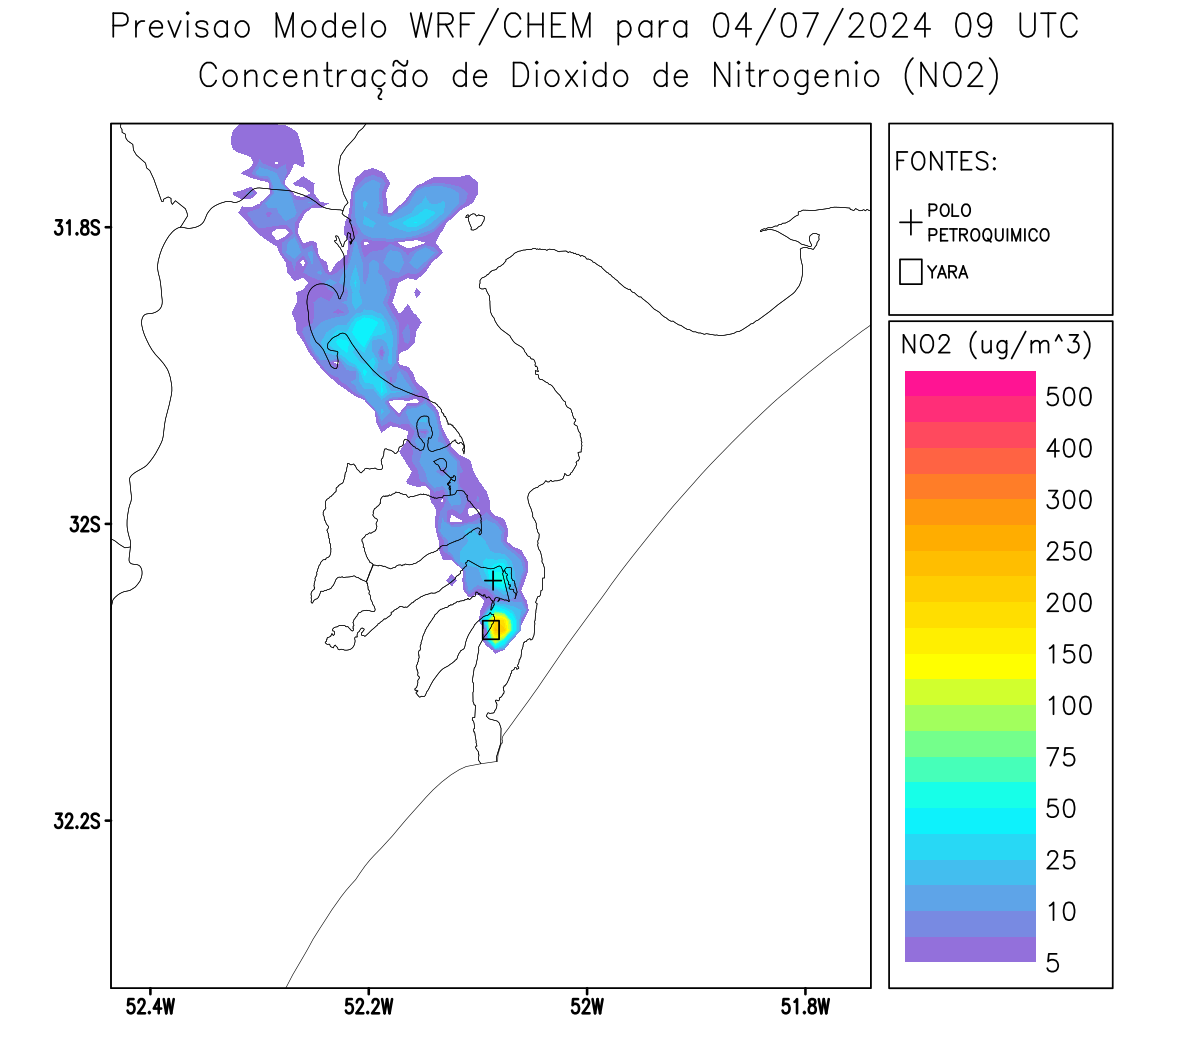 Previsao Modelo WRF/CHEM para 04/07/2024 09 UTC
Concentração de Dioxido de Nitrogenio (NO2)
FONTES:
POLO
PETROQUIMICO
YARA
NO2 (ug/m^3)
500
400
300
250
200
150
100
75
50
25
10
5
31.8S
32S
32.2S
52.4W
52.2W
52W
51.8W